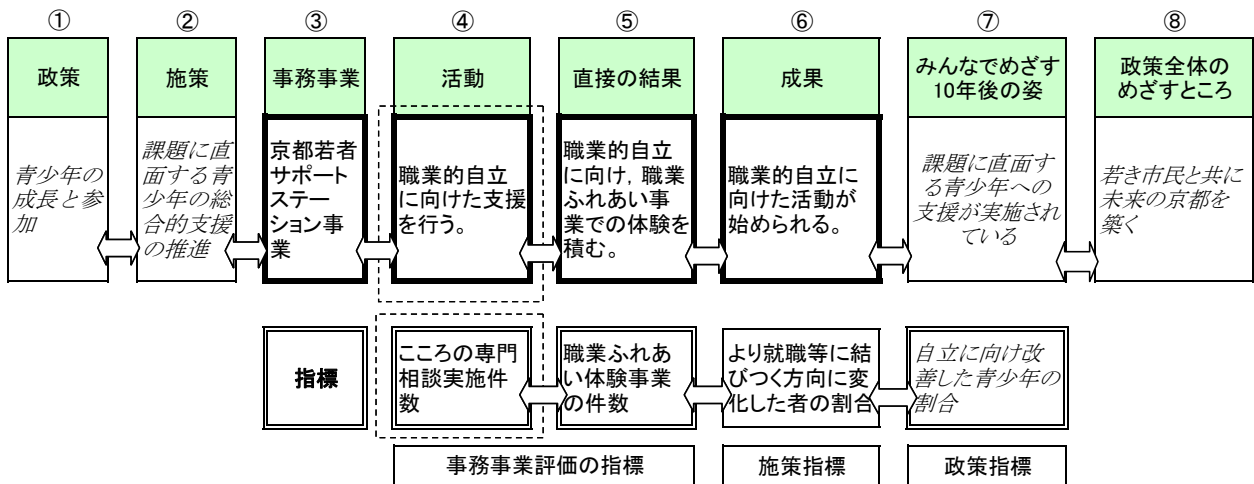 ①
②
③
④
⑤
⑥
⑦
⑧
政策
施策
事務事業
活動
直接の結果
成果
みんなでめざす
10年後の姿
政策全体の
めざすところ
青少年の
成長と参
加
課題に直
面する青
少年の総
合的支援
の推進
京都若者
サポート
ステー
ション事
業
職業的自立
に向けた支援
を行う。
職業的自立
に向け，職業
ふれあい事
業での体験を
積む。
職業的自立に
向けた活動が
始められる。
課題に直面す
る青少年への
支援が実施され
ている
若き市民と共に
未来の京都を
築く
指標
こころの専門
相談実施件
数
職業ふれあ
い体験事業
の件数
より就職等に結
びつく方向に変
化した者の割合
自立に向け改
善した青少年の
割合
事務事業評価の指標
施策指標
政策指標